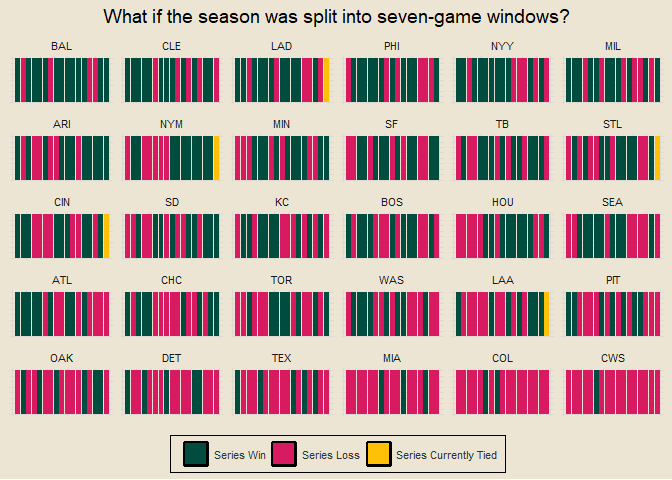 What if the season was split into seven-game windows?
BAL CLE LAD PHI NYY MIL
ARI NYM MIN SF TB STL
CIN SD KC BOS HOU SEA
ATL CHC TOR WAS LAA PIT
OAK DET TEX MIA COL CWS
Series Win Series Loss Series Currently Tied